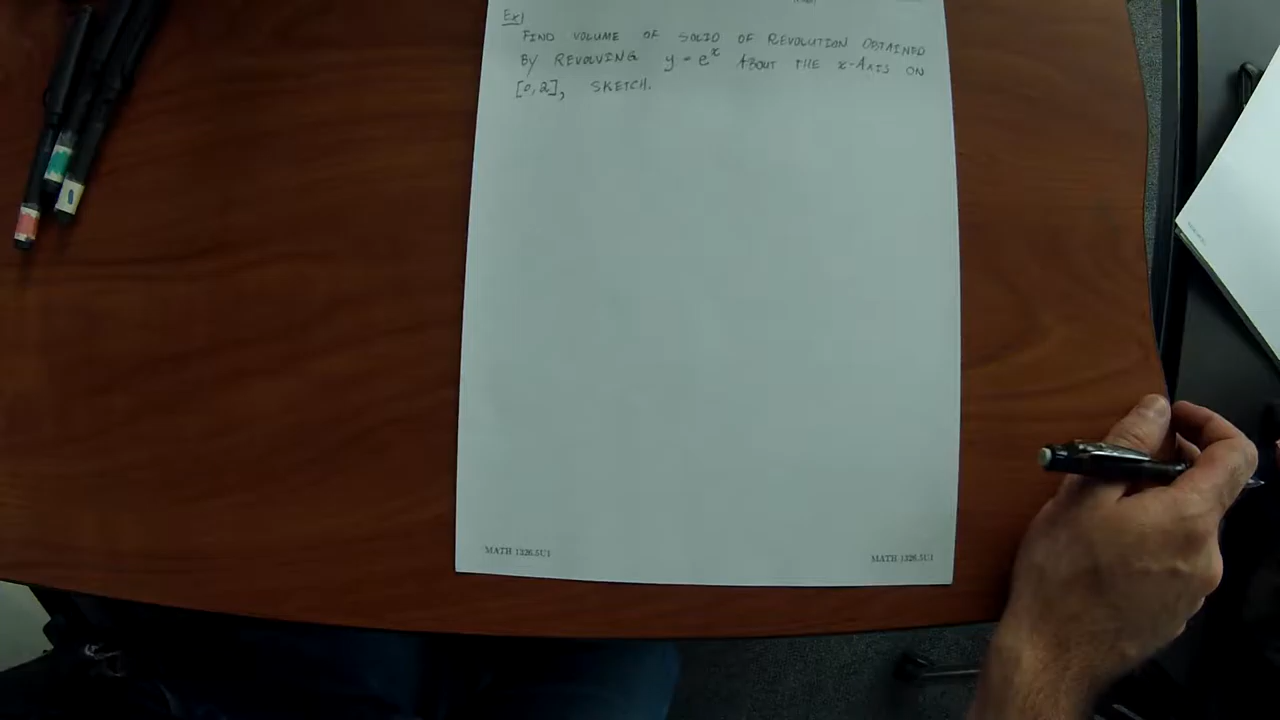 Ex1
FIND VOLUME OF SOLID OF REVOLUTION OBTAINED
BY REVOLVING y = e^x ABOUT THE x-AXIS ON
[0,2], SKETCH.
MATH 1326.5U1 MATH 1326.5U1